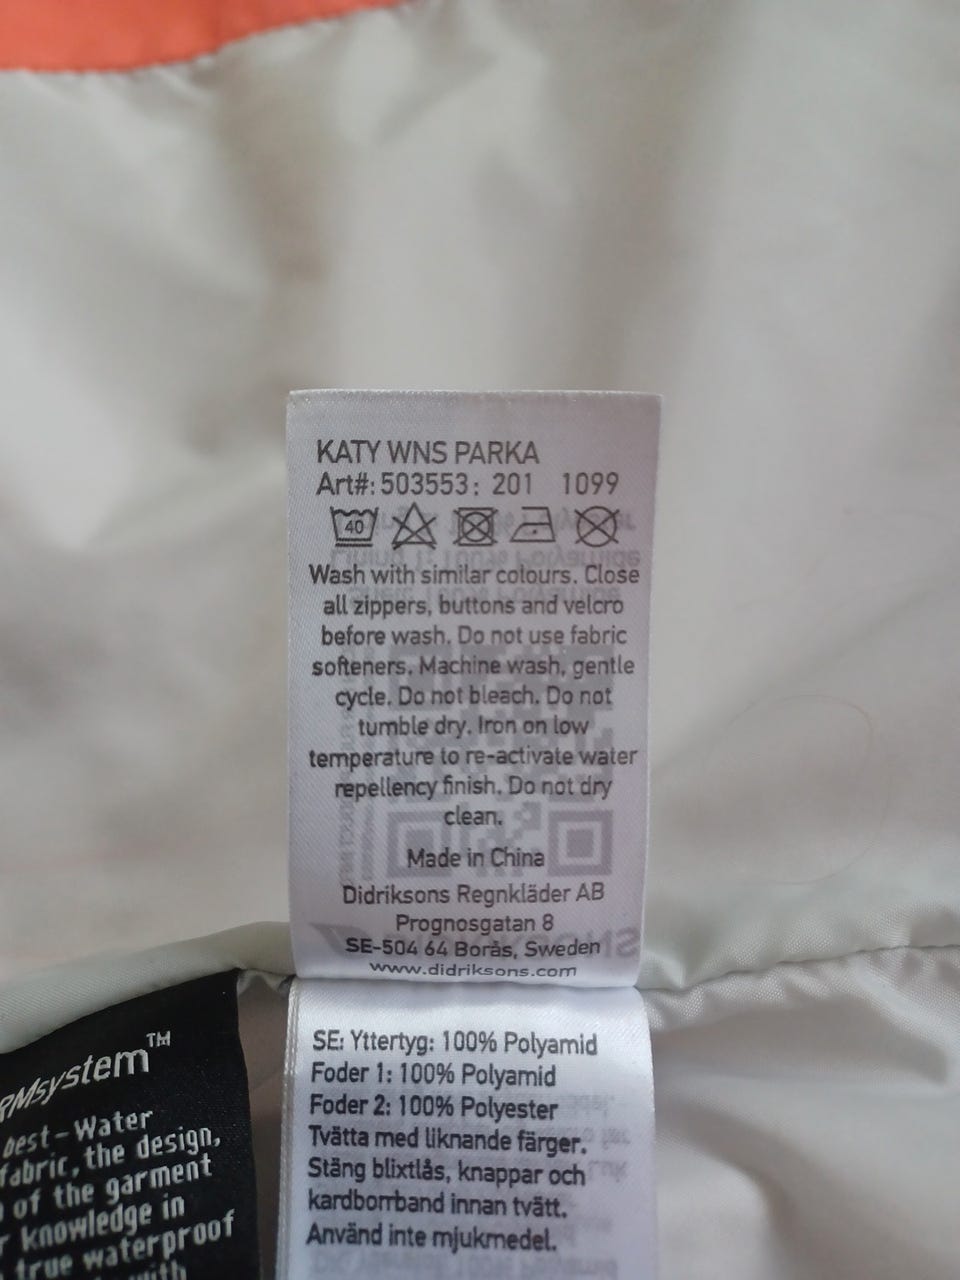 KATY WNS PARKA
Art#: 503553: 201 1099
40
Wash with similar colours. Close
all zippers, buttons and velcro
before wash. Do not use fabric
softeners. Machine wash, gentle
cycle. Do not bleach. Do not
tumble dry. Iron on low
temperature to re-activate water
repellency finish. Do not dry
clean.
Made in China
Didriksons Regnkläder AB
Prognosgatan 8
SE-504 64 Borås, Sweden
www.didriksons.com
SE: Yttertyg: 100% Polyamid
Foder 1: 100% Polyamid
Foder 2: 100% Polyester
Tvätta med liknande färger.
Stäng blixtlås, knappar och
kardborrband innan tvätt.
Använd inte mjukmedel.
RMsystem™
best-Water
fabric, the design,
of the garment
knowledge in
true waterproof
with